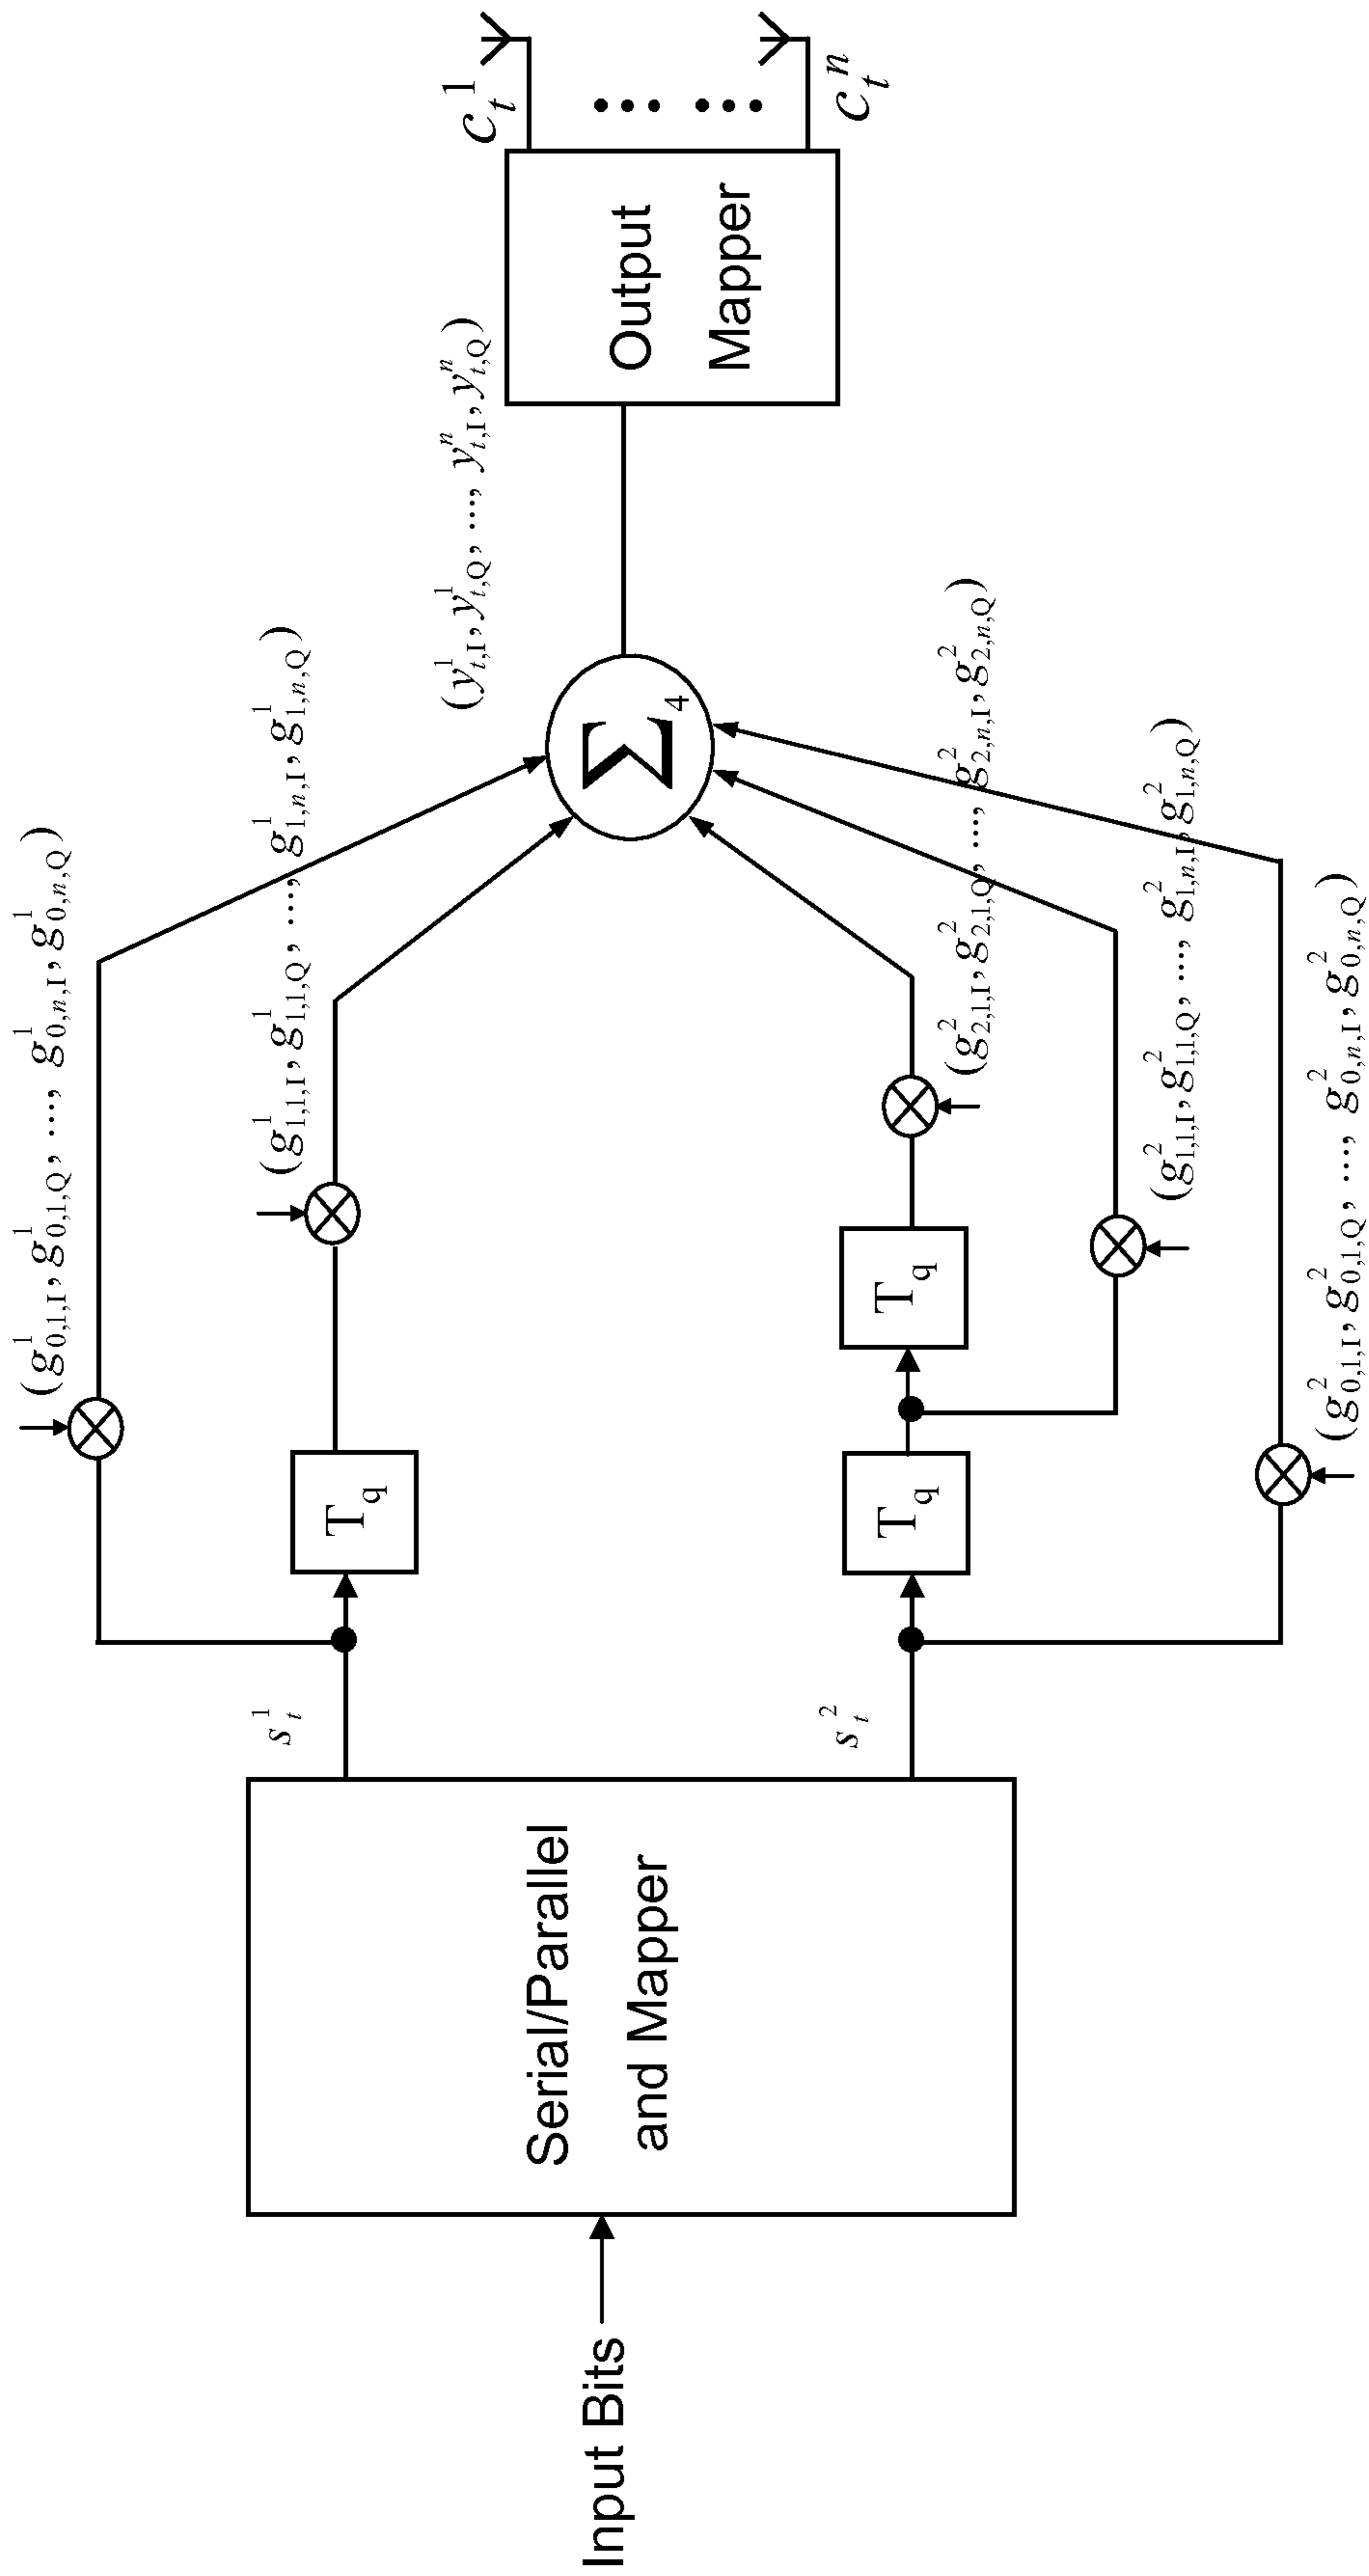 Input Bits
Serial/Parallel
and Mapper
s_t^1
s_t^2
T_q
T_q
T_q
(g^1_{0,1,I}, g^1_{0,1,Q}, ..., g^1_{0,n,I}, g^1_{0,n,Q})
(g^1_{1,1,I}, g^1_{1,1,Q}, ..., g^1_{1,n,I}, g^1_{1,n,Q})
(g^2_{2,1,I}, g^2_{2,1,Q}, ..., g^2_{2,n,I}, g^2_{2,n,Q})
(g^2_{1,1,I}, g^2_{1,1,Q}, ..., g^2_{1,n,I}, g^2_{1,n,Q})
(g^2_{0,1,I}, g^2_{0,1,Q}, ..., g^2_{0,n,I}, g^2_{0,n,Q})
Σ_4
(y^1_{t,I}, y^1_{t,Q}, ..., y^n_{t,I}, y^n_{t,Q})
Output
Mapper
c_t^1
c_t^n